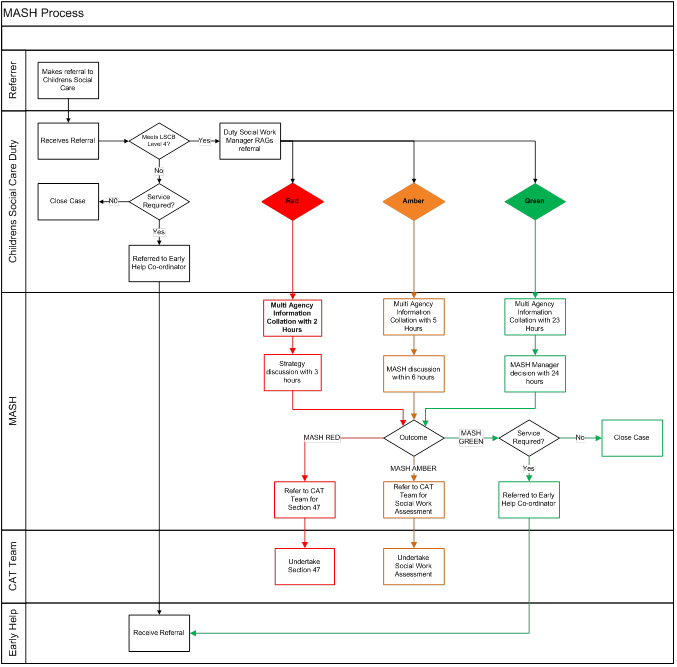 MASH Process
Referrer
Makes referral to
Childrens Social
Care
Childrens Social Care Duty
Receives Referral
Meets LSCB
Level 4?
Yes
Duty Social Work
Manager RAGs
referral
No
Close Case
N0
Service
Required?
Red
Amber
Green
Yes
Referred to Early
Help Co-ordinator
MASH
Multi Agency
Information
Collation with 2
Hours
Multi Agency
Information
Collation with 5
Hours
Multi Agency
Information
Collation with 23
Hours
Strategy
discussion with 3
hours
MASH discussion
within 6 hours
MASH Manager
decision with 24
hours
MASH RED
Outcome
MASH
GREEN
Service
Required?
No
Close Case
MASH AMBER
Yes
Refer to CAT
Team for
Section 47
Refer to CAT
Team for
Social Work
Assessment
Referred to Early
Help Co-ordinator
CAT Team
Undertake
Section 47
Undertake
Social Work
Assessment
Early Help
Receive Referral